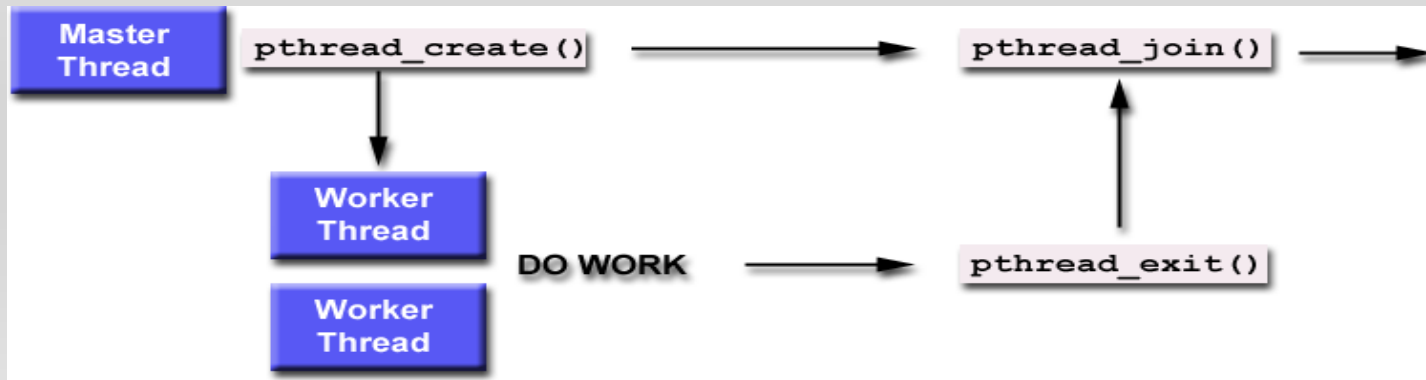 Master
Thread
pthread_create()
pthread_join()
Worker
Thread
DO WORK
pthread_exit()
Worker
Thread